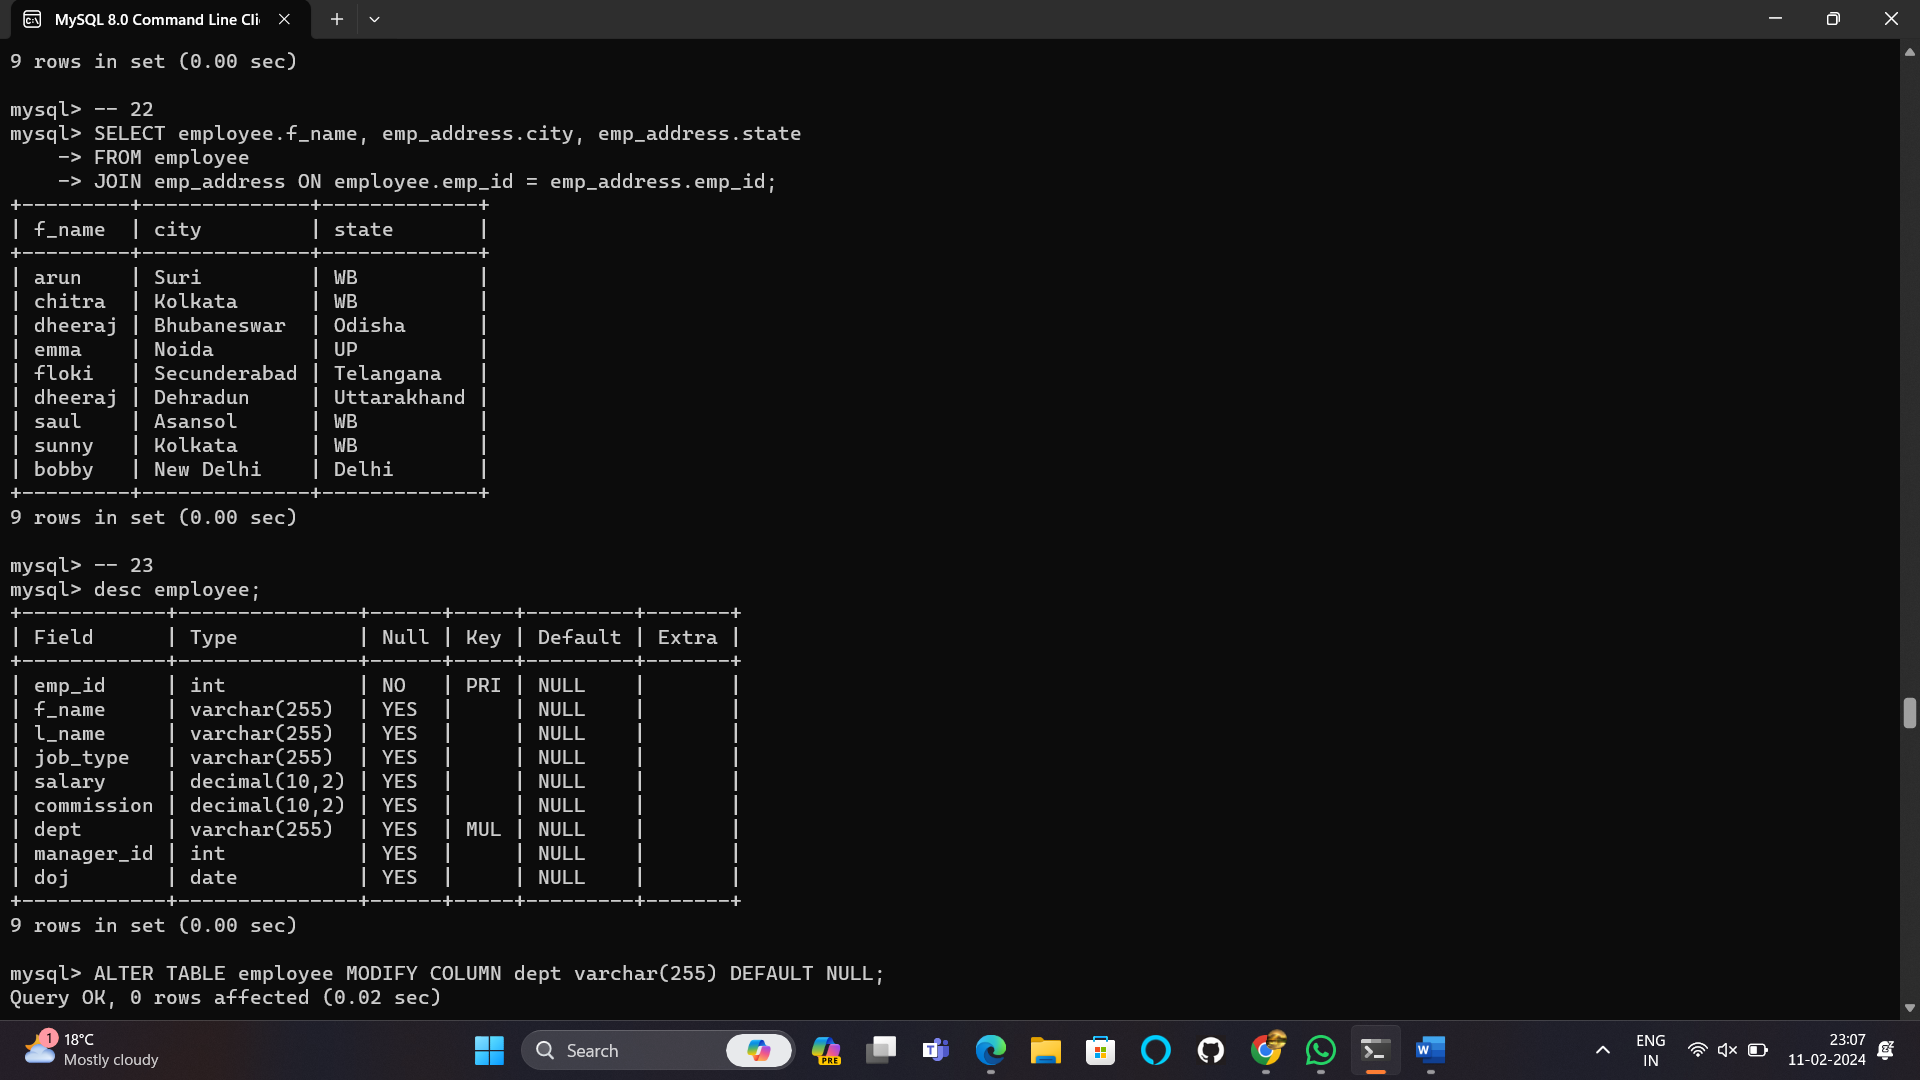 MySQL 8.0 Command Line Cli
9 rows in set (0.00 sec)
mysql> -- 22
mysql> SELECT employee.f_name, emp_address.city, emp_address.state
    -> FROM employee
    -> JOIN emp_address ON employee.emp_id = emp_address.emp_id;
+---------+--------------+-------------+
| f_name  | city         | state       |
+---------+--------------+-------------+
| arun    | Suri         | WB          |
| chitra  | Kolkata      | WB          |
| dheeraj | Bhubaneswar  | Odisha      |
| emma    | Noida        | UP          |
| floki   | Secunderabad | Telangana   |
| dheeraj | Dehradun     | Uttarakhand |
| saul    | Asansol      | WB          |
| sunny   | Kolkata      | WB          |
| bobby   | New Delhi    | Delhi       |
+---------+--------------+-------------+
9 rows in set (0.00 sec)
mysql> -- 23
mysql> desc employee;
+------------+---------------+------+-----+---------+-------+
| Field      | Type          | Null | Key | Default | Extra |
+------------+---------------+------+-----+---------+-------+
| emp_id     | int           | NO   | PRI | NULL    |       |
| f_name     | varchar(255)  | YES  |     | NULL    |       |
| l_name     | varchar(255)  | YES  |     | NULL    |       |
| job_type   | varchar(255)  | YES  |     | NULL    |       |
| salary     | decimal(10,2) | YES  |     | NULL    |       |
| commission | decimal(10,2) | YES  |     | NULL    |       |
| dept       | varchar(255)  | YES  | MUL | NULL    |       |
| manager_id | int           | YES  |     | NULL    |       |
| doj        | date          | YES  |     | NULL    |       |
+------------+---------------+------+-----+---------+-------+
9 rows in set (0.00 sec)
mysql> ALTER TABLE employee MODIFY COLUMN dept varchar(255) DEFAULT NULL;
Query OK, 0 rows affected (0.02 sec)
1
18°C
Mostly cloudy
Search
PRE
ENG
IN
23:07
11-02-2024